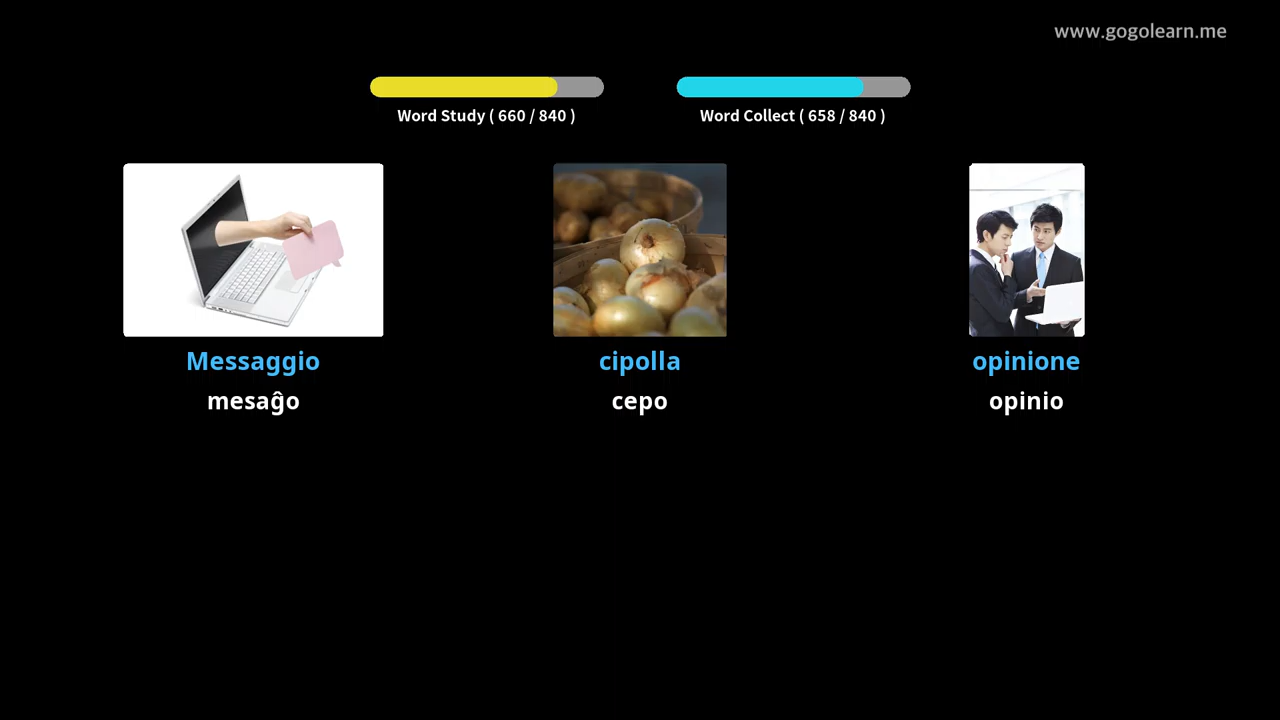 www.gogolearn.me
Word Study ( 660 / 840 )
Word Collect ( 658 / 840 )
Messaggio
cipolla
opinione
mesaĝo
cepo
opinio